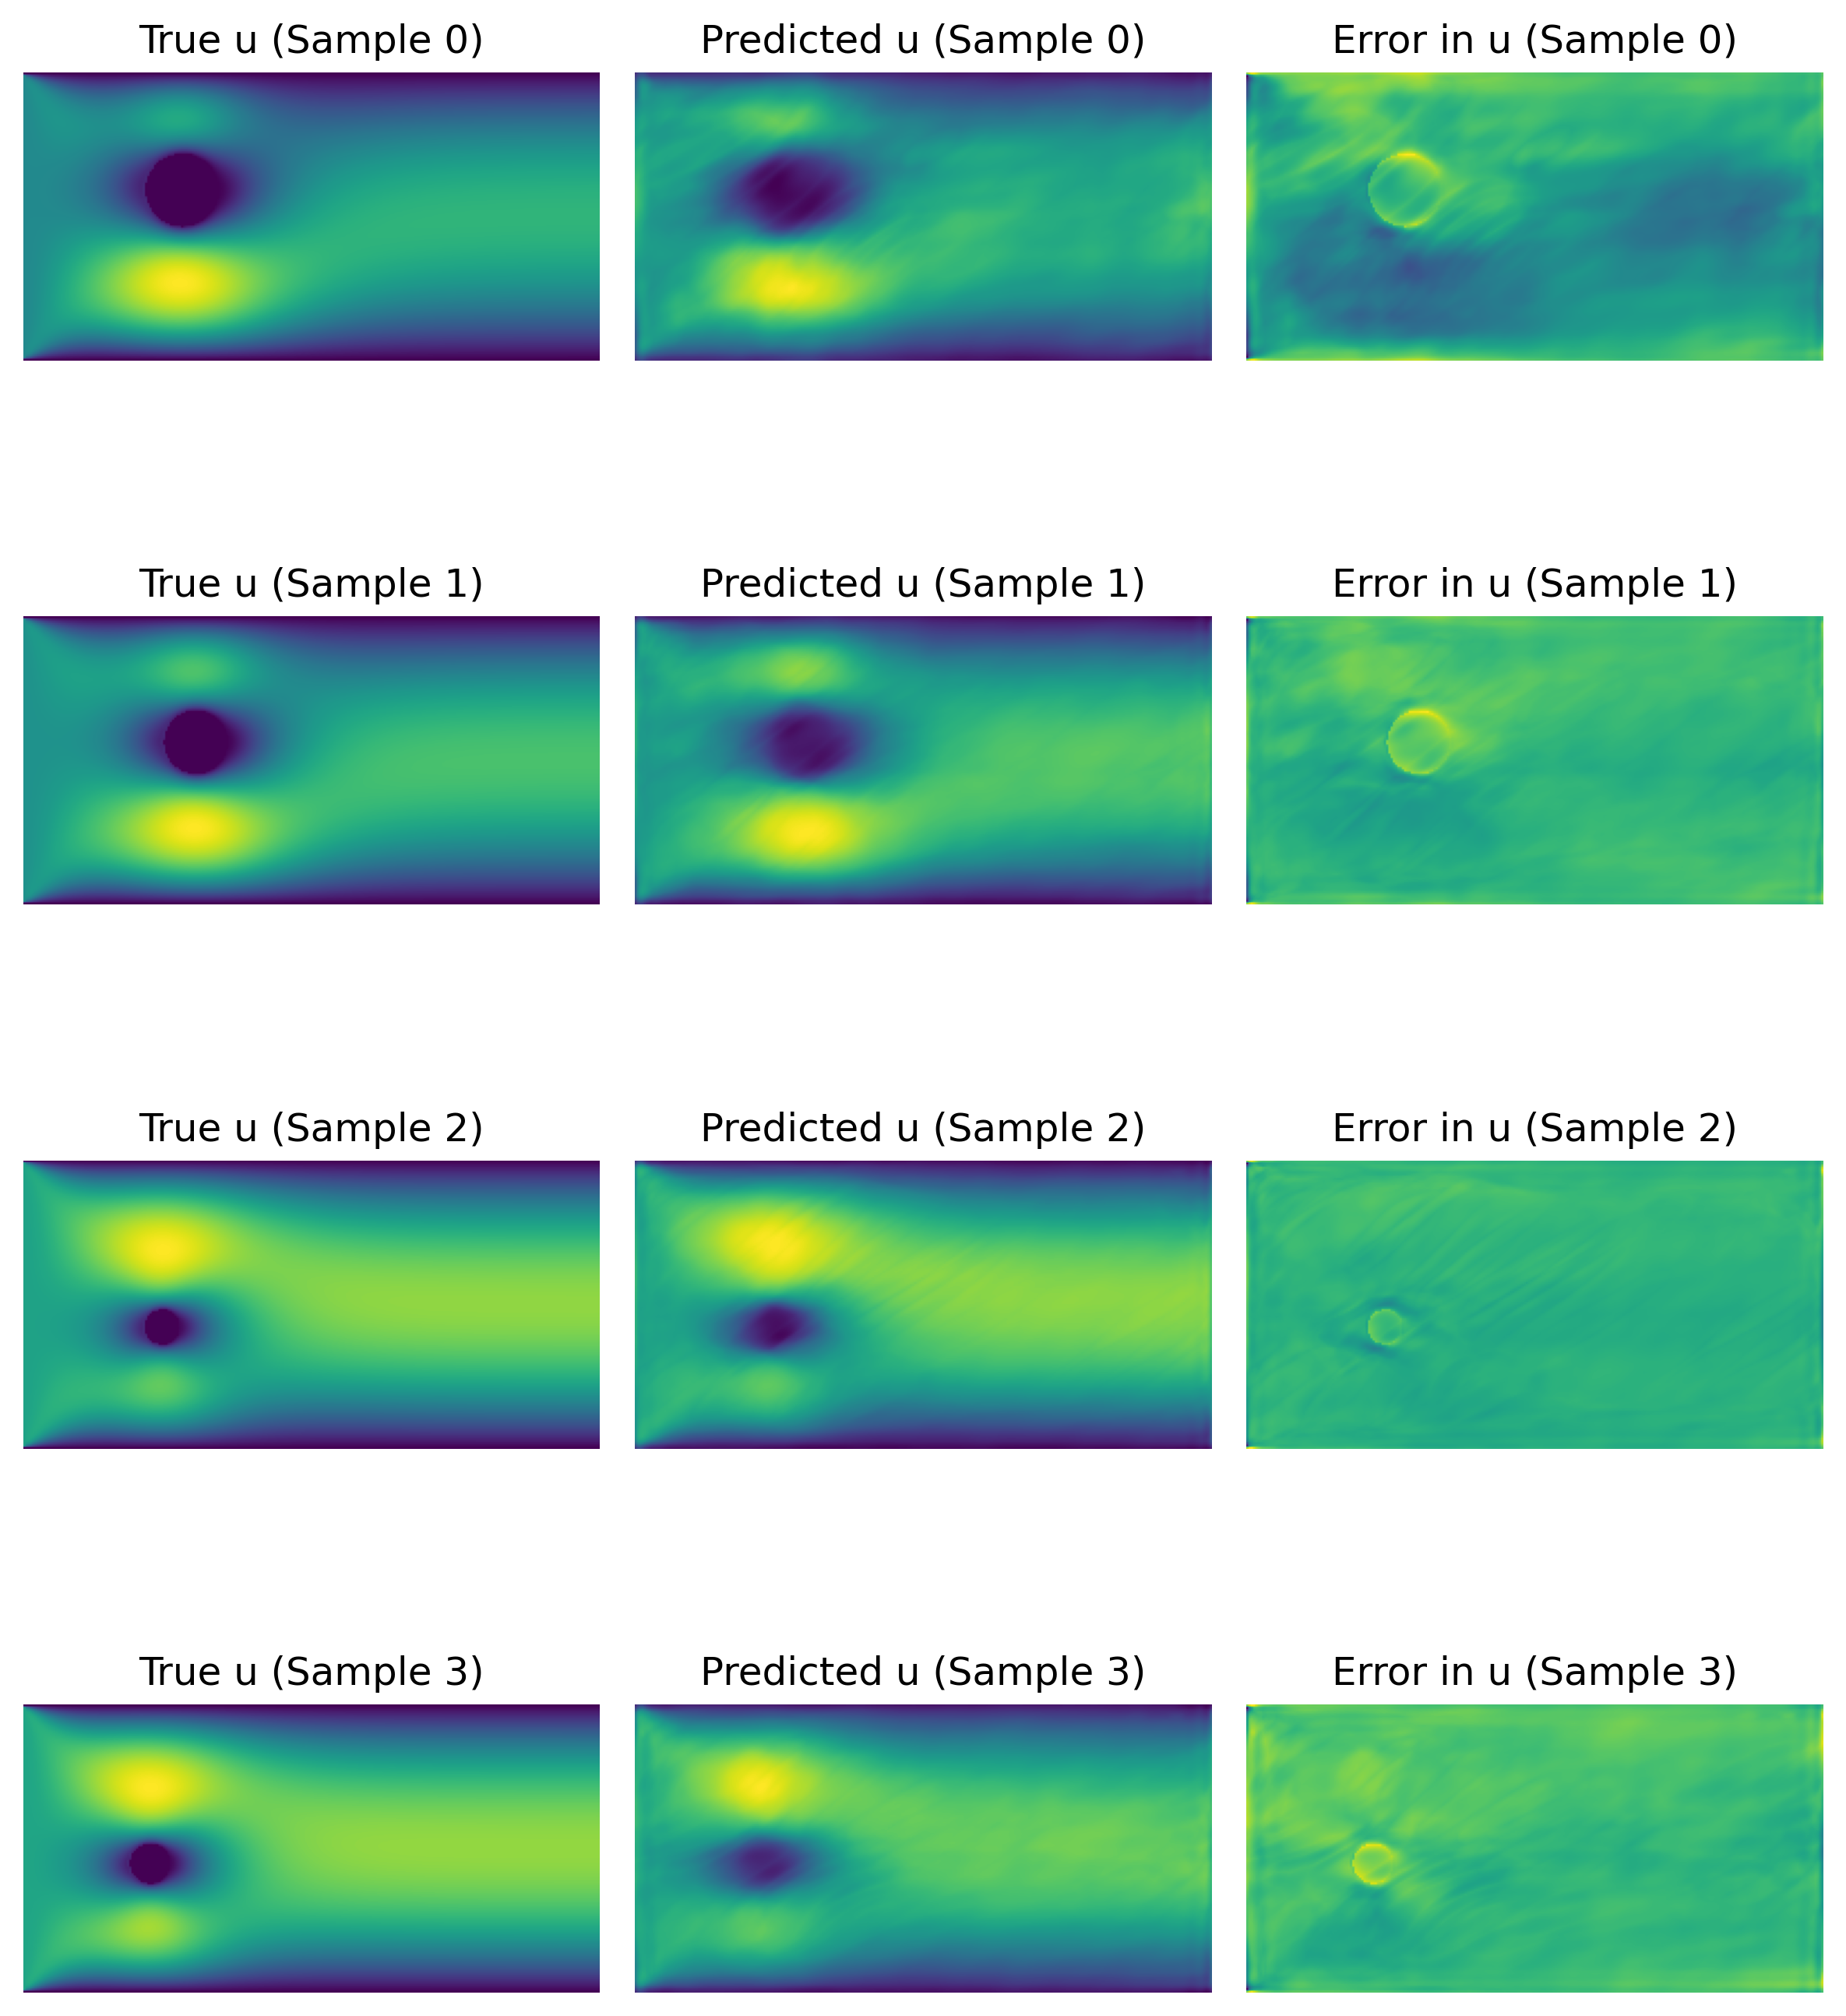 True u (Sample 0)
Predicted u (Sample 0)
Error in u (Sample 0)
True u (Sample 1)
Predicted u (Sample 1)
Error in u (Sample 1)
True u (Sample 2)
Predicted u (Sample 2)
Error in u (Sample 2)
True u (Sample 3)
Predicted u (Sample 3)
Error in u (Sample 3)